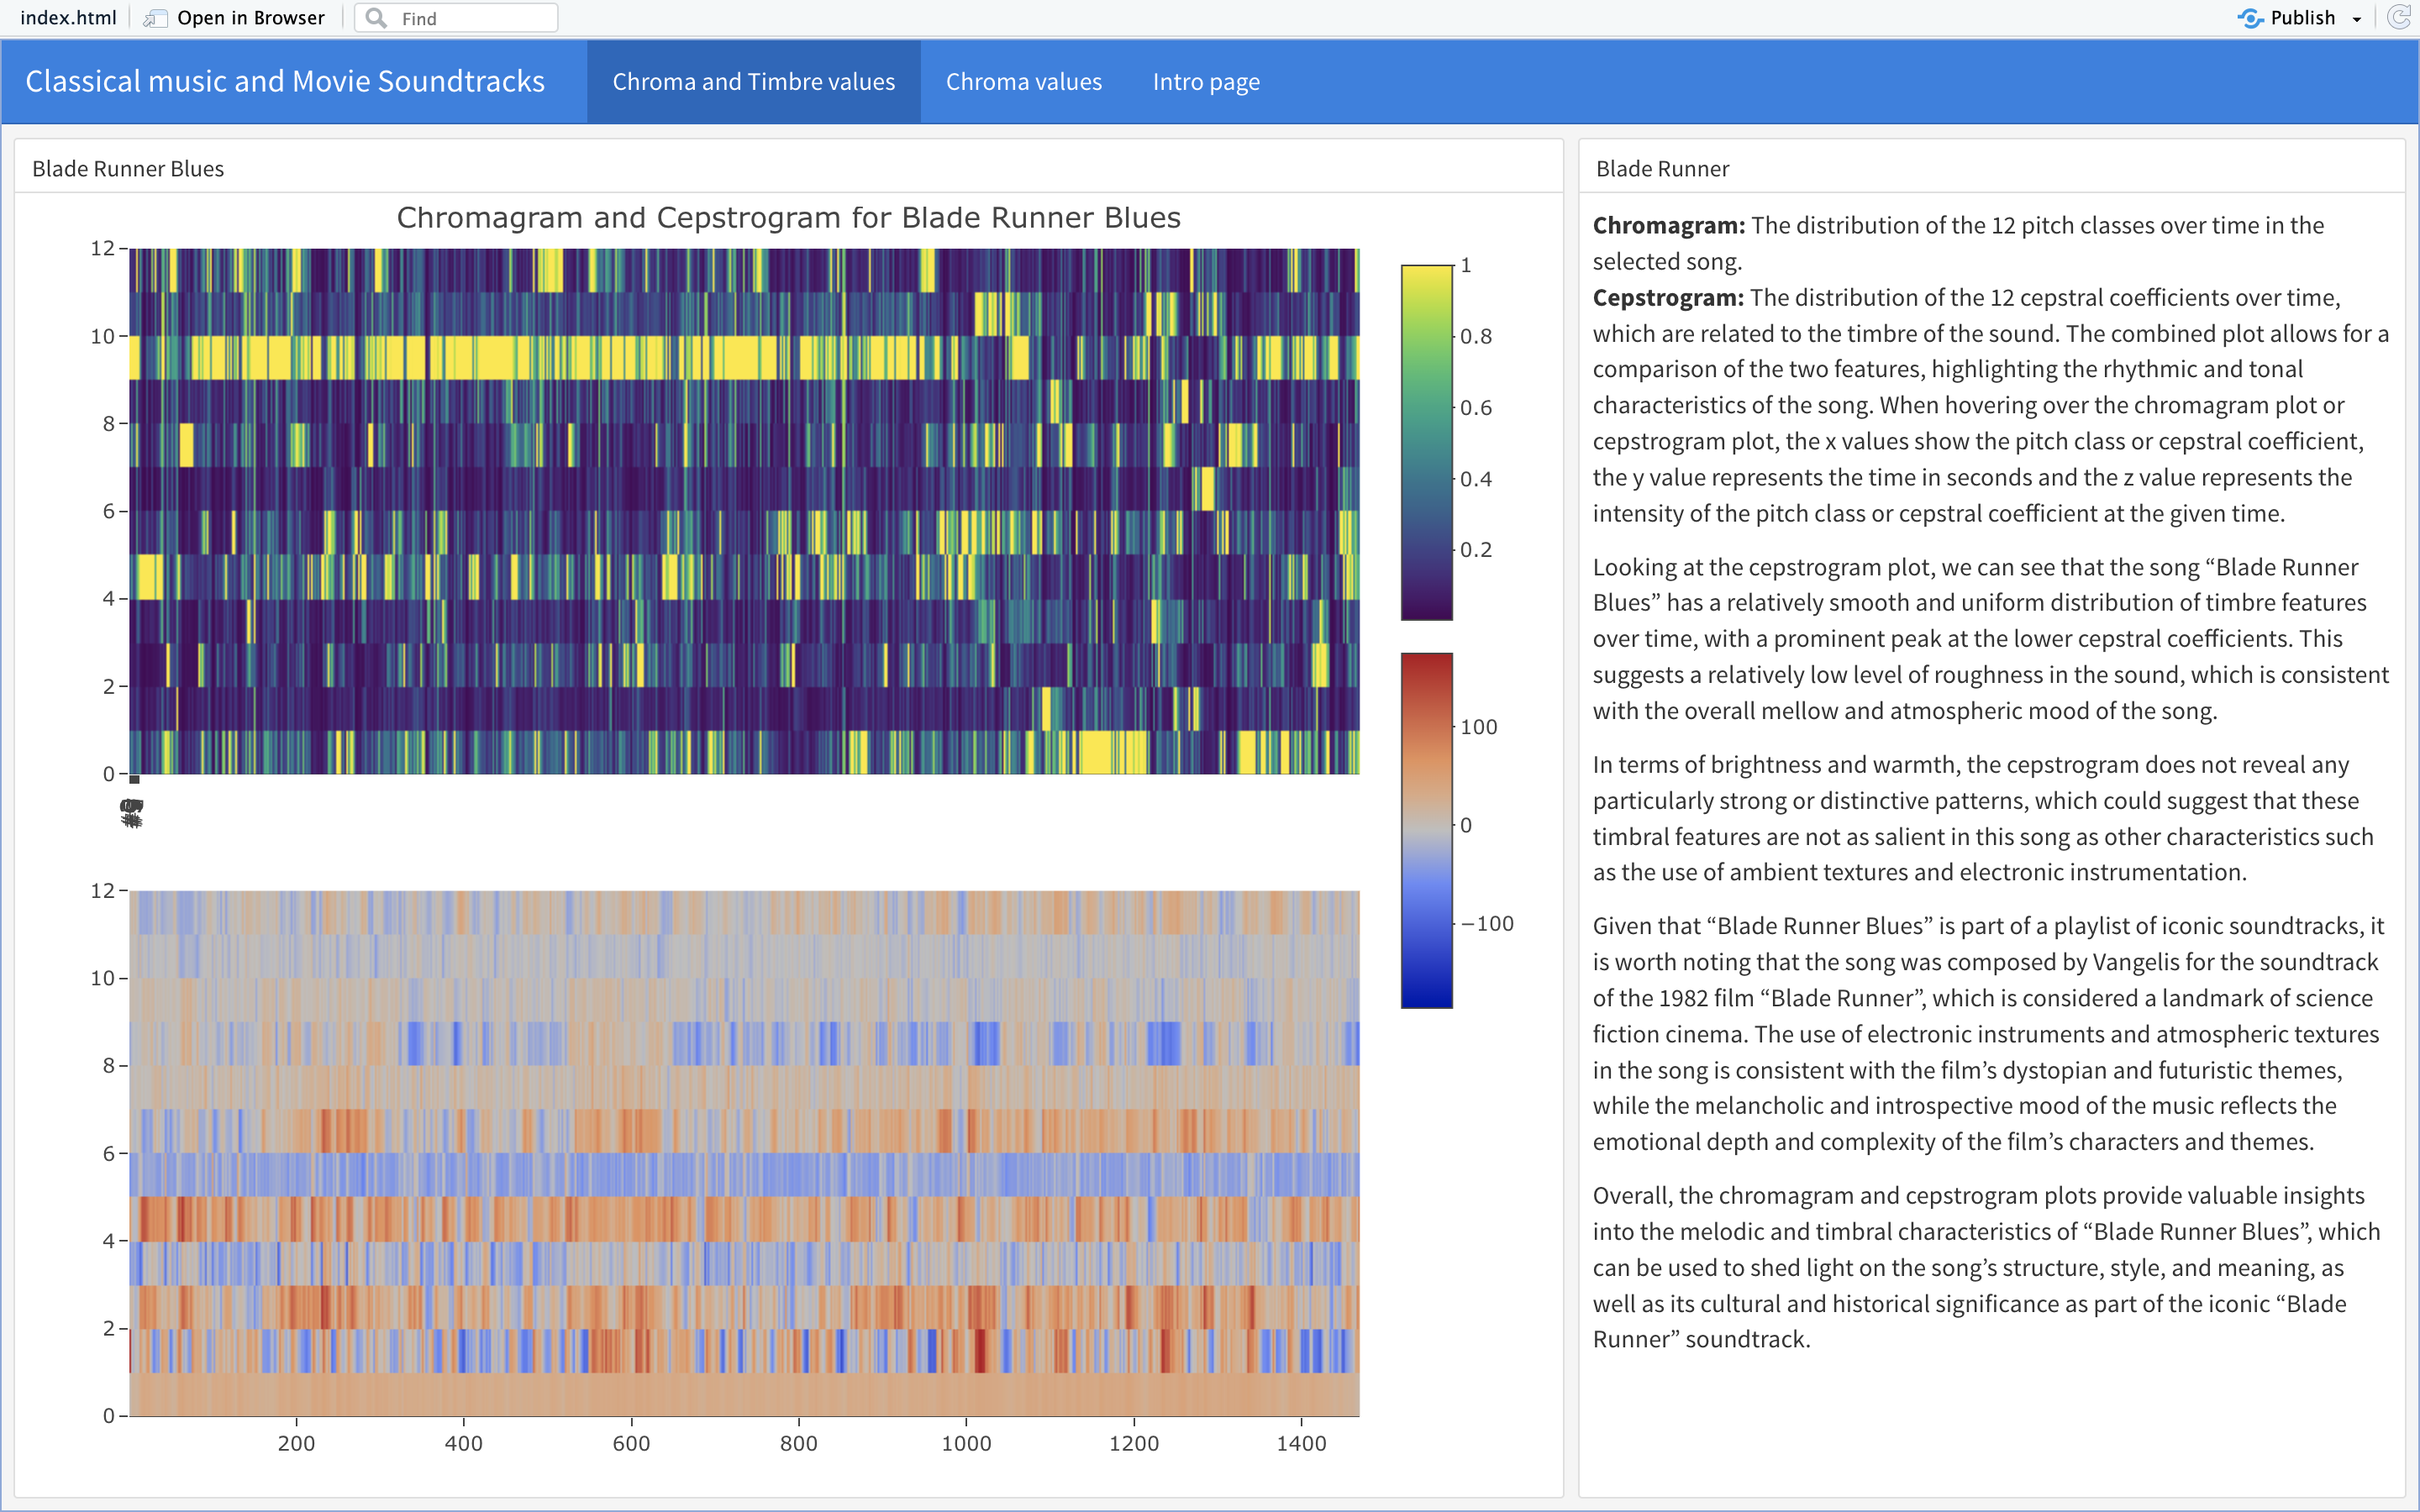 index.html Open in Browser Find Publish
Classical music and Movie Soundtracks Chroma and Timbre values Chroma values Intro page
Blade Runner Blues
Chromagram and Cepstrogram for Blade Runner Blues
12
10
8
6
4
2
0
1
0.8
0.6
0.4
0.2
100
0
−100
12
10
8
6
4
2
0
200 400 600 800 1000 1200 1400
Blade Runner
Chromagram: The distribution of the 12 pitch classes over time in the
selected song.
Cepstrogram: The distribution of the 12 cepstral coefficients over time,
which are related to the timbre of the sound. The combined plot allows for a
comparison of the two features, highlighting the rhythmic and tonal
characteristics of the song. When hovering over the chromagram plot or
cepstrogram plot, the x values show the pitch class or cepstral coefficient,
the y value represents the time in seconds and the z value represents the
intensity of the pitch class or cepstral coefficient at the given time.
Looking at the cepstrogram plot, we can see that the song “Blade Runner
Blues” has a relatively smooth and uniform distribution of timbre features
over time, with a prominent peak at the lower cepstral coefficients. This
suggests a relatively low level of roughness in the sound, which is consistent
with the overall mellow and atmospheric mood of the song.
In terms of brightness and warmth, the cepstrogram does not reveal any
particularly strong or distinctive patterns, which could suggest that these
timbral features are not as salient in this song as other characteristics such
as the use of ambient textures and electronic instrumentation.
Given that “Blade Runner Blues” is part of a playlist of iconic soundtracks, it
is worth noting that the song was composed by Vangelis for the soundtrack
of the 1982 film “Blade Runner”, which is considered a landmark of science
fiction cinema. The use of electronic instruments and atmospheric textures
in the song is consistent with the film’s dystopian and futuristic themes,
while the melancholic and introspective mood of the music reflects the
emotional depth and complexity of the film’s characters and themes.
Overall, the chromagram and cepstrogram plots provide valuable insights
into the melodic and timbral characteristics of “Blade Runner Blues”, which
can be used to shed light on the song’s structure, style, and meaning, as
well as its cultural and historical significance as part of the iconic “Blade
Runner” soundtrack.